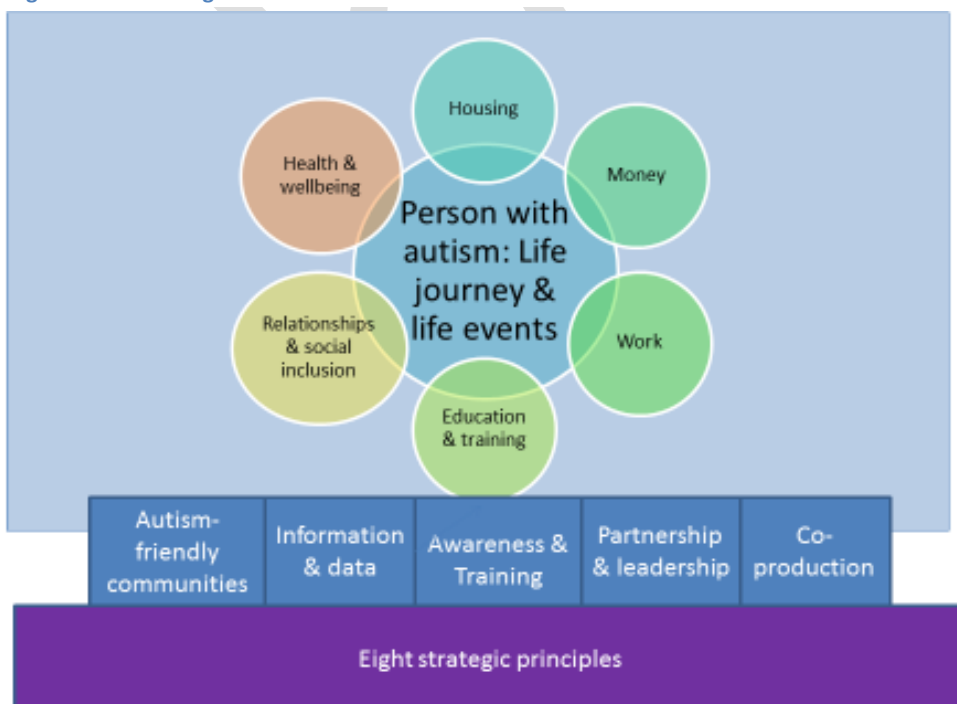 Housing
Money
Health &
wellbeing
Person with
autism: Life
journey &
life events
Relationships
& social
inclusion
Work
Education
& training
Autism-
friendly
communities
Information
& data
Awareness &
Training
Partnership
& leadership
Co-
production
Eight strategic principles